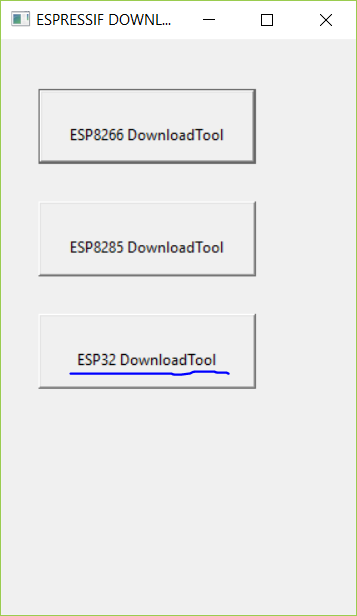 ESPRESSIF DOWNL...
ESP8266 DownloadTool
ESP8285 DownloadTool
ESP32 DownloadTool